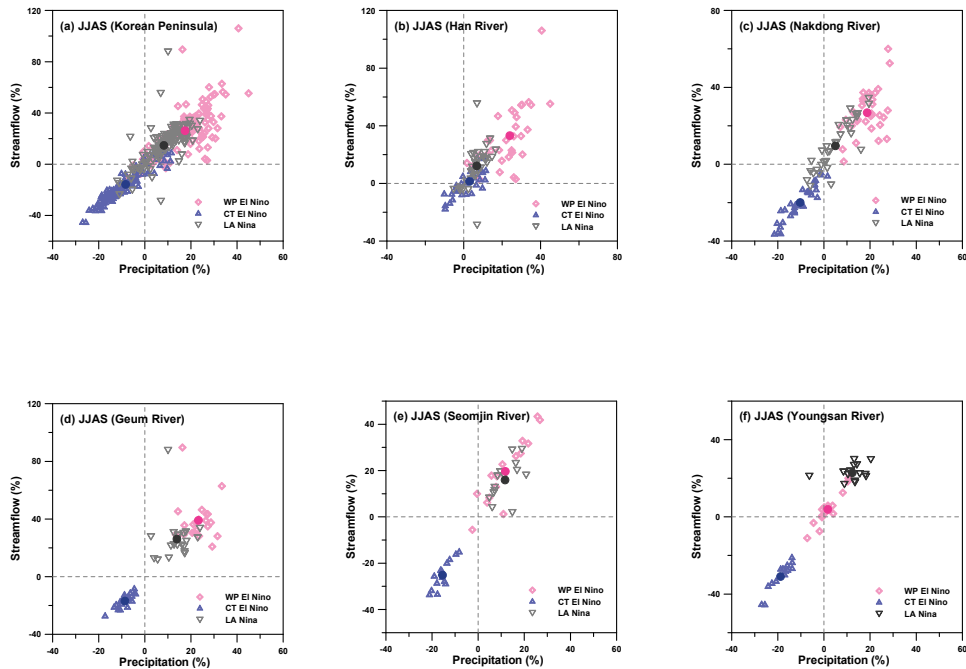 (a) JJAS (Korean Peninsula)
Streamflow (%)
120
80
40
0
-40
WP El Nino
CT El Nino
LA Nina
-40 -20 0 20 40 60
Precipitation (%)
(b) JJAS (Han River)
Streamflow (%)
120
80
40
0
-40
WP El Nino
CT El Nino
LA Nina
-40 -20 0 20 40 60 80
Precipitation (%)
(c) JJAS (Nakdong River)
Streamflow (%)
80
40
0
-40
WP El Nino
CT El Nino
LA Nina
-40 -20 0 20 40 60
Precipitation (%)
(d) JJAS (Geum River)
Streamflow (%)
120
80
40
0
-40
WP El Nino
CT El Nino
LA Nina
-40 -20 0 20 40 60
Precipitation (%)
(e) JJAS (Seomjin River)
Streamflow (%)
40
20
0
-20
-40
WP El Nino
CT El Nino
LA Nina
-40 -20 0 20 40 60
Precipitation (%)
(f) JJAS (Youngsan River)
Streamflow (%)
40
0
-40
WP El Nino
CT El Nino
LA Nina
-40 -20 0 20 40 60
Precipitation (%)